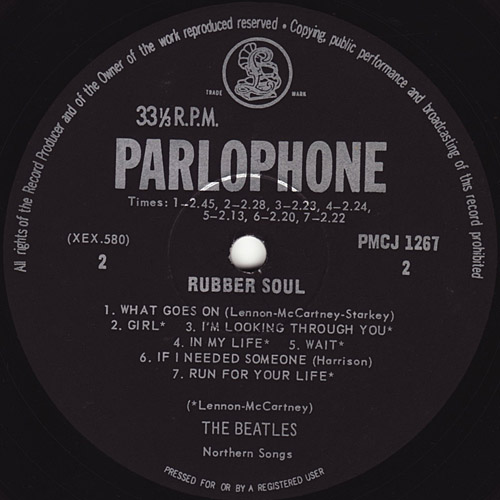 All rights of the Record Producer and of the Owner of the work reproduced reserved • Copying, public performance and broadcasting of this record prohibited
TRADE MARK
33⅓ R.P.M.
PARLOPHONE
Times: 1–2.45, 2–2.28, 3–2.23, 4–2.24,
5–2.13, 6–2.20, 7–2.22
(XEX.580)
2
PMCJ 1267
2
RUBBER SOUL
1. WHAT GOES ON (Lennon-McCartney-Starkey)
2. GIRL* 3. I'M LOOKING THROUGH YOU*
4. IN MY LIFE* 5. WAIT*
6. IF I NEEDED SOMEONE (Harrison)
7. RUN FOR YOUR LIFE*
(*Lennon-McCartney)
THE BEATLES
Northern Songs
PRESSED FOR OR BY A REGISTERED USER